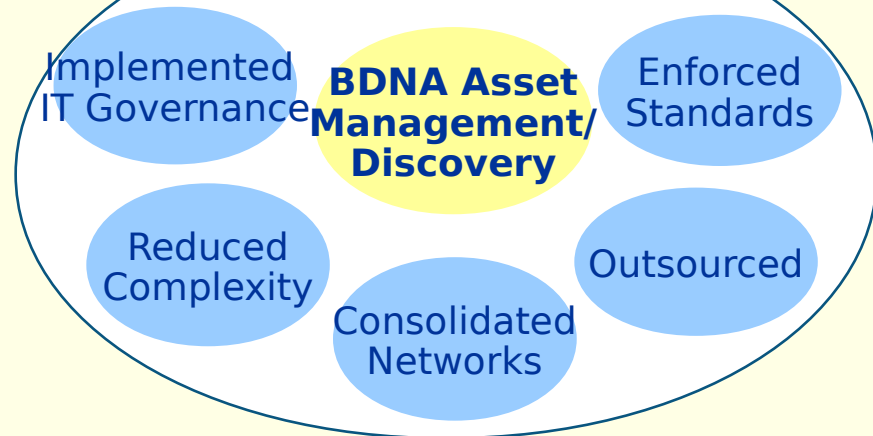 Implemented
IT Governance
BDNA Asset
Management/
Discovery
Enforced
Standards
Reduced
Complexity
Consolidated
Networks
Outsourced